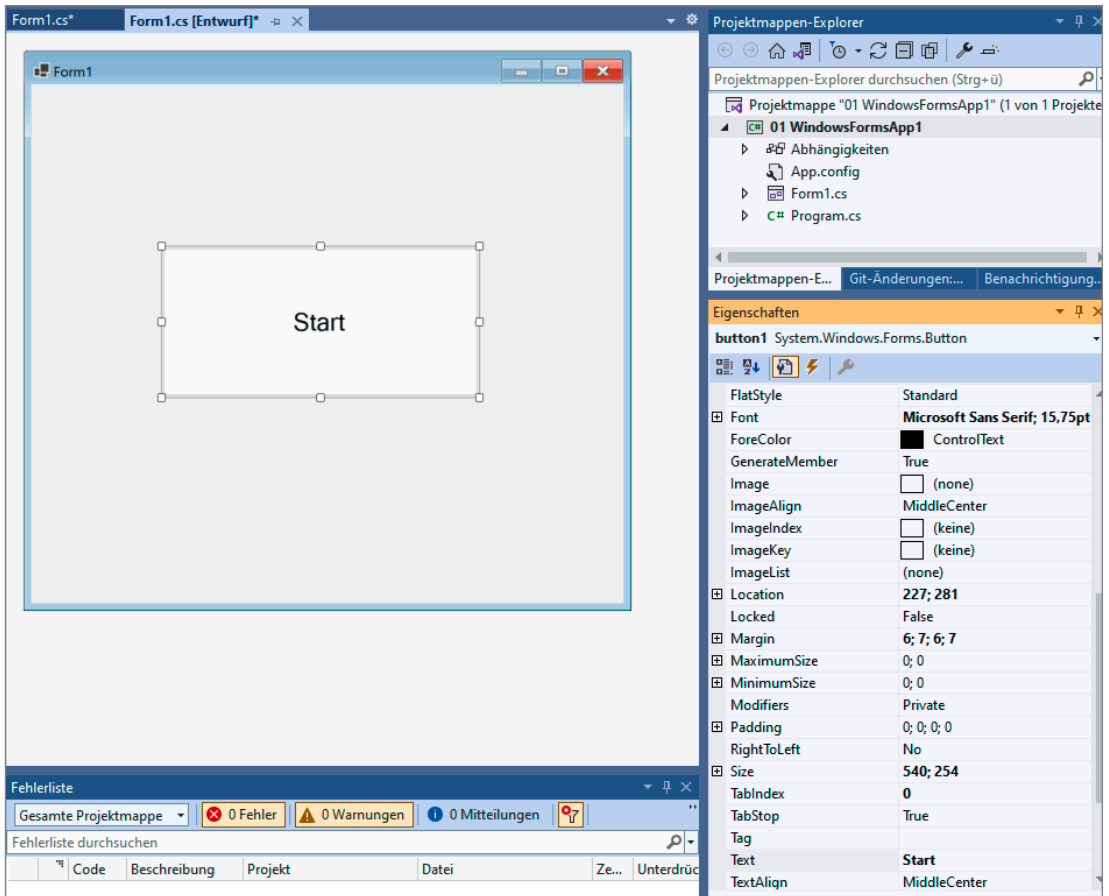 Form1.cs*
Form1.cs [Entwurf]*
Form1
Start
Fehlerliste
Gesamte Projektmappe
0 Fehler
0 Warnungen
0 Mitteilungen
Fehlerliste durchsuchen
Code Beschreibung Projekt Datei Ze... Unterdrüc
Projektmappen-Explorer
Projektmappen-Explorer durchsuchen (Strg+ü)
Projektmappe "01 WindowsFormsApp1" (1 von 1 Projekte
C# 01 WindowsFormsApp1
Abhängigkeiten
App.config
Form1.cs
C# Program.cs
Projektmappen-E... Git-Änderungen:... Benachrichtigung...
Eigenschaften
button1 System.Windows.Forms.Button
FlatStyle Standard
Font Microsoft Sans Serif; 15,75pt
ForeColor ControlText
GenerateMember True
Image (none)
ImageAlign MiddleCenter
ImageIndex (keine)
ImageKey (keine)
ImageList (none)
Location 227; 281
Locked False
Margin 6; 7; 6; 7
MaximumSize 0; 0
MinimumSize 0; 0
Modifiers Private
Padding 0; 0; 0; 0
RightToLeft No
Size 540; 254
TabIndex 0
TabStop True
Tag
Text Start
TextAlign MiddleCenter